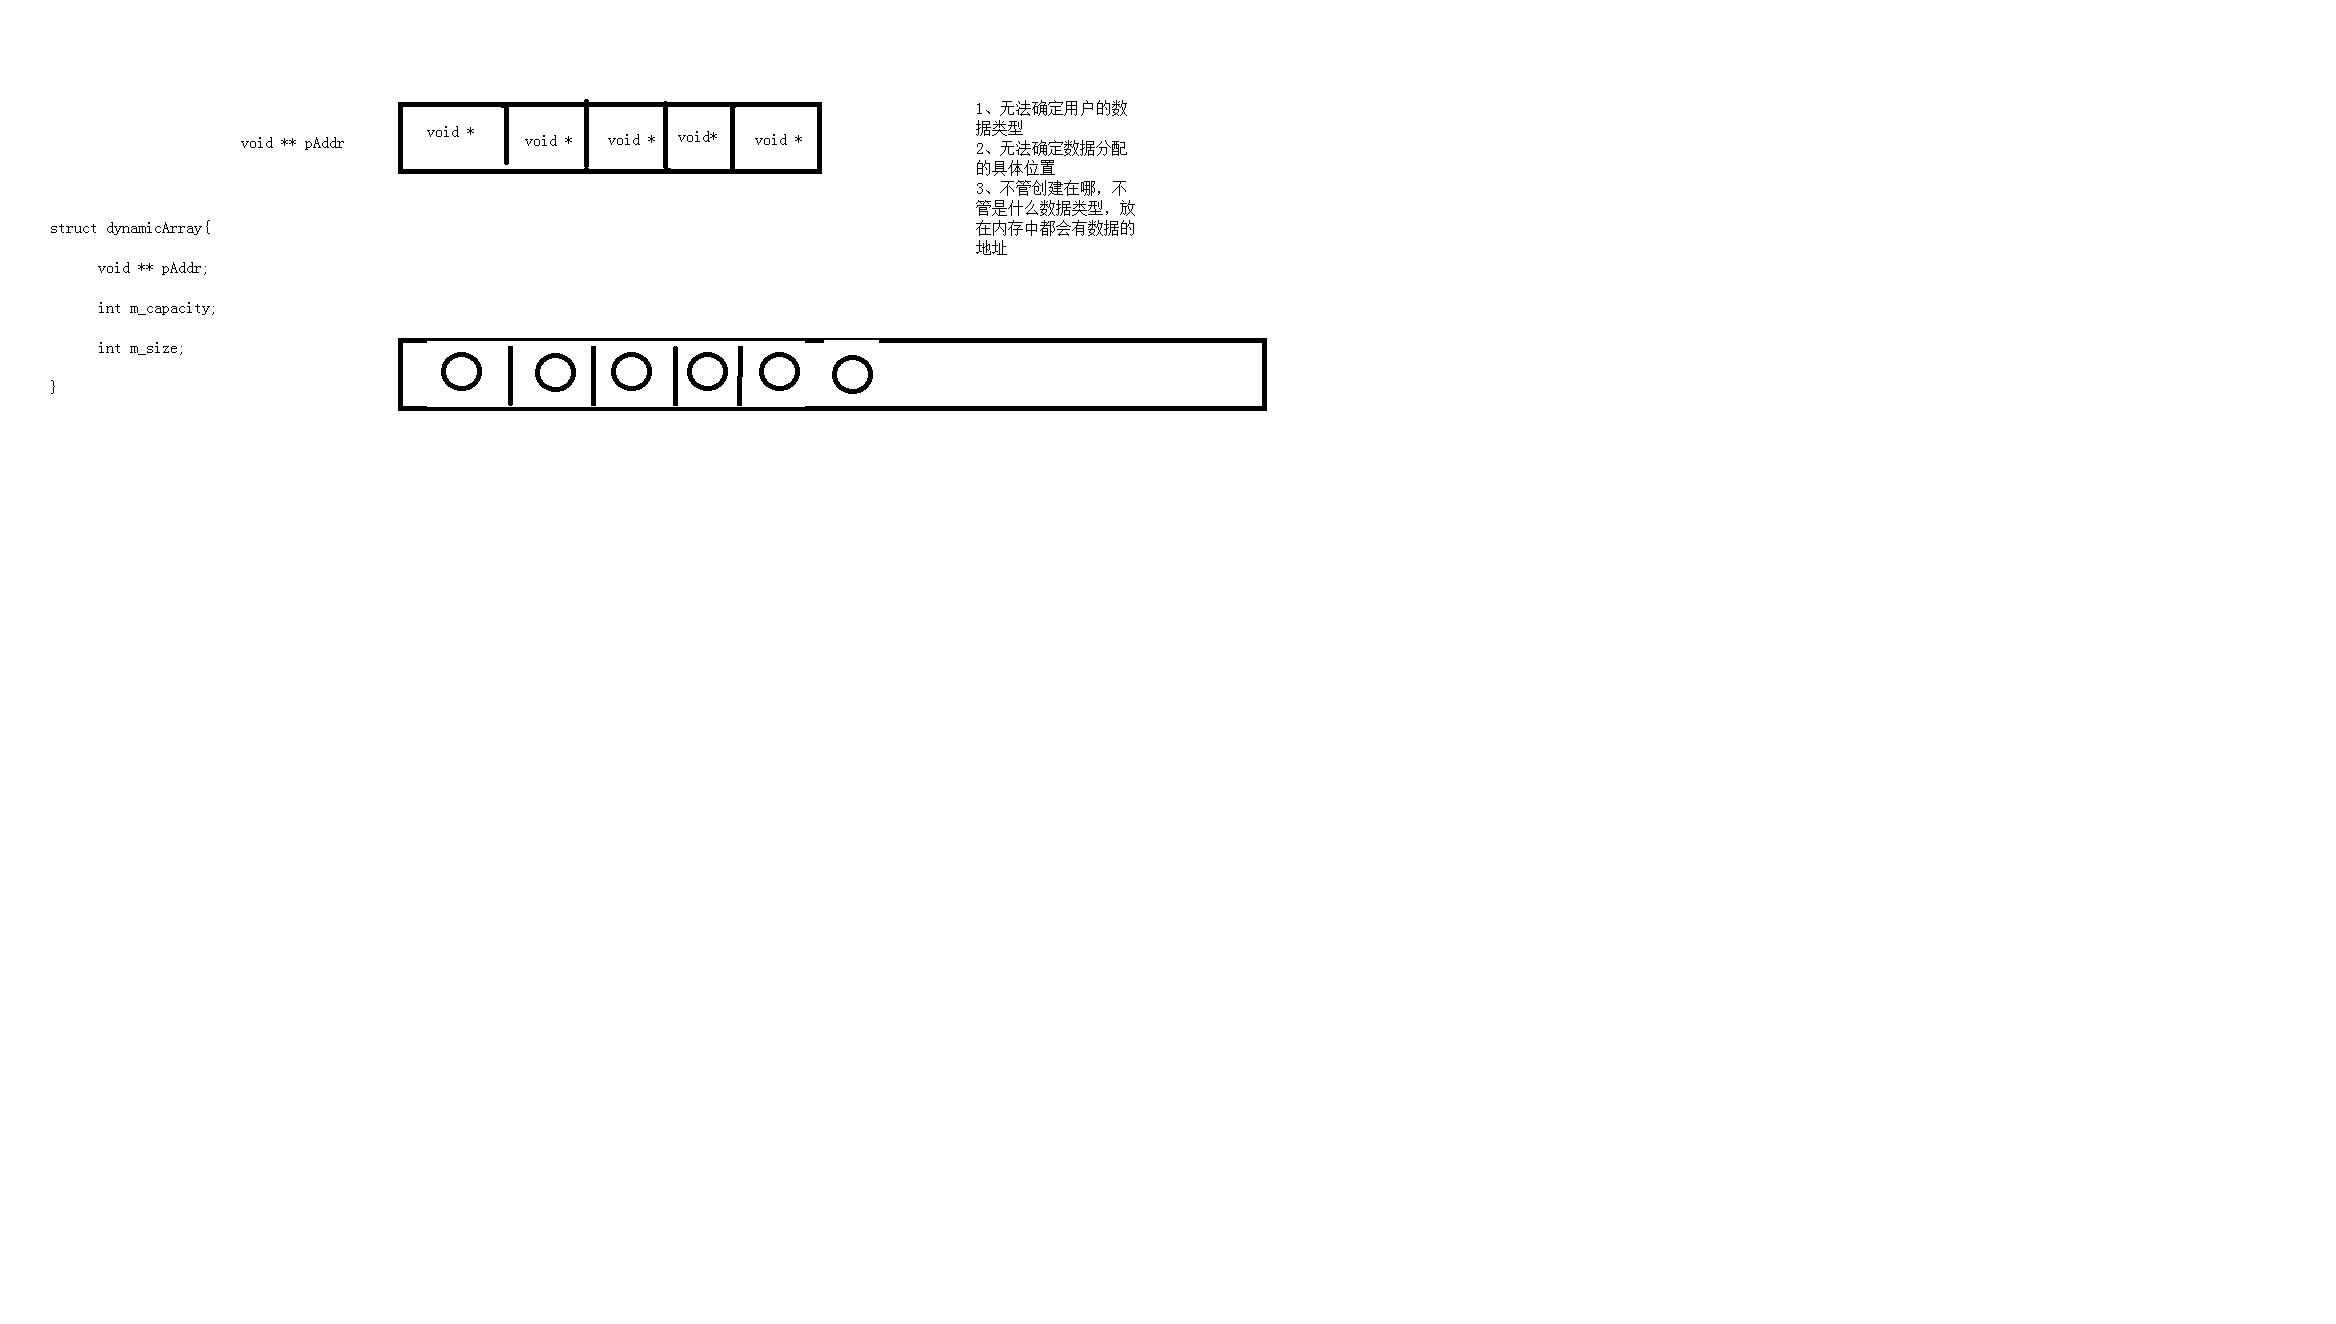 void ** pAddr
void *
void *
void *
void*
void *
1、无法确定用户的数
据类型
2、无法确定数据分配
的具体位置
3、不管创建在哪，不
管是什么数据类型，放
在内存中都会有数据的
地址
struct dynamicArray{
void ** pAddr;
int m_capacity;
int m_size;
}